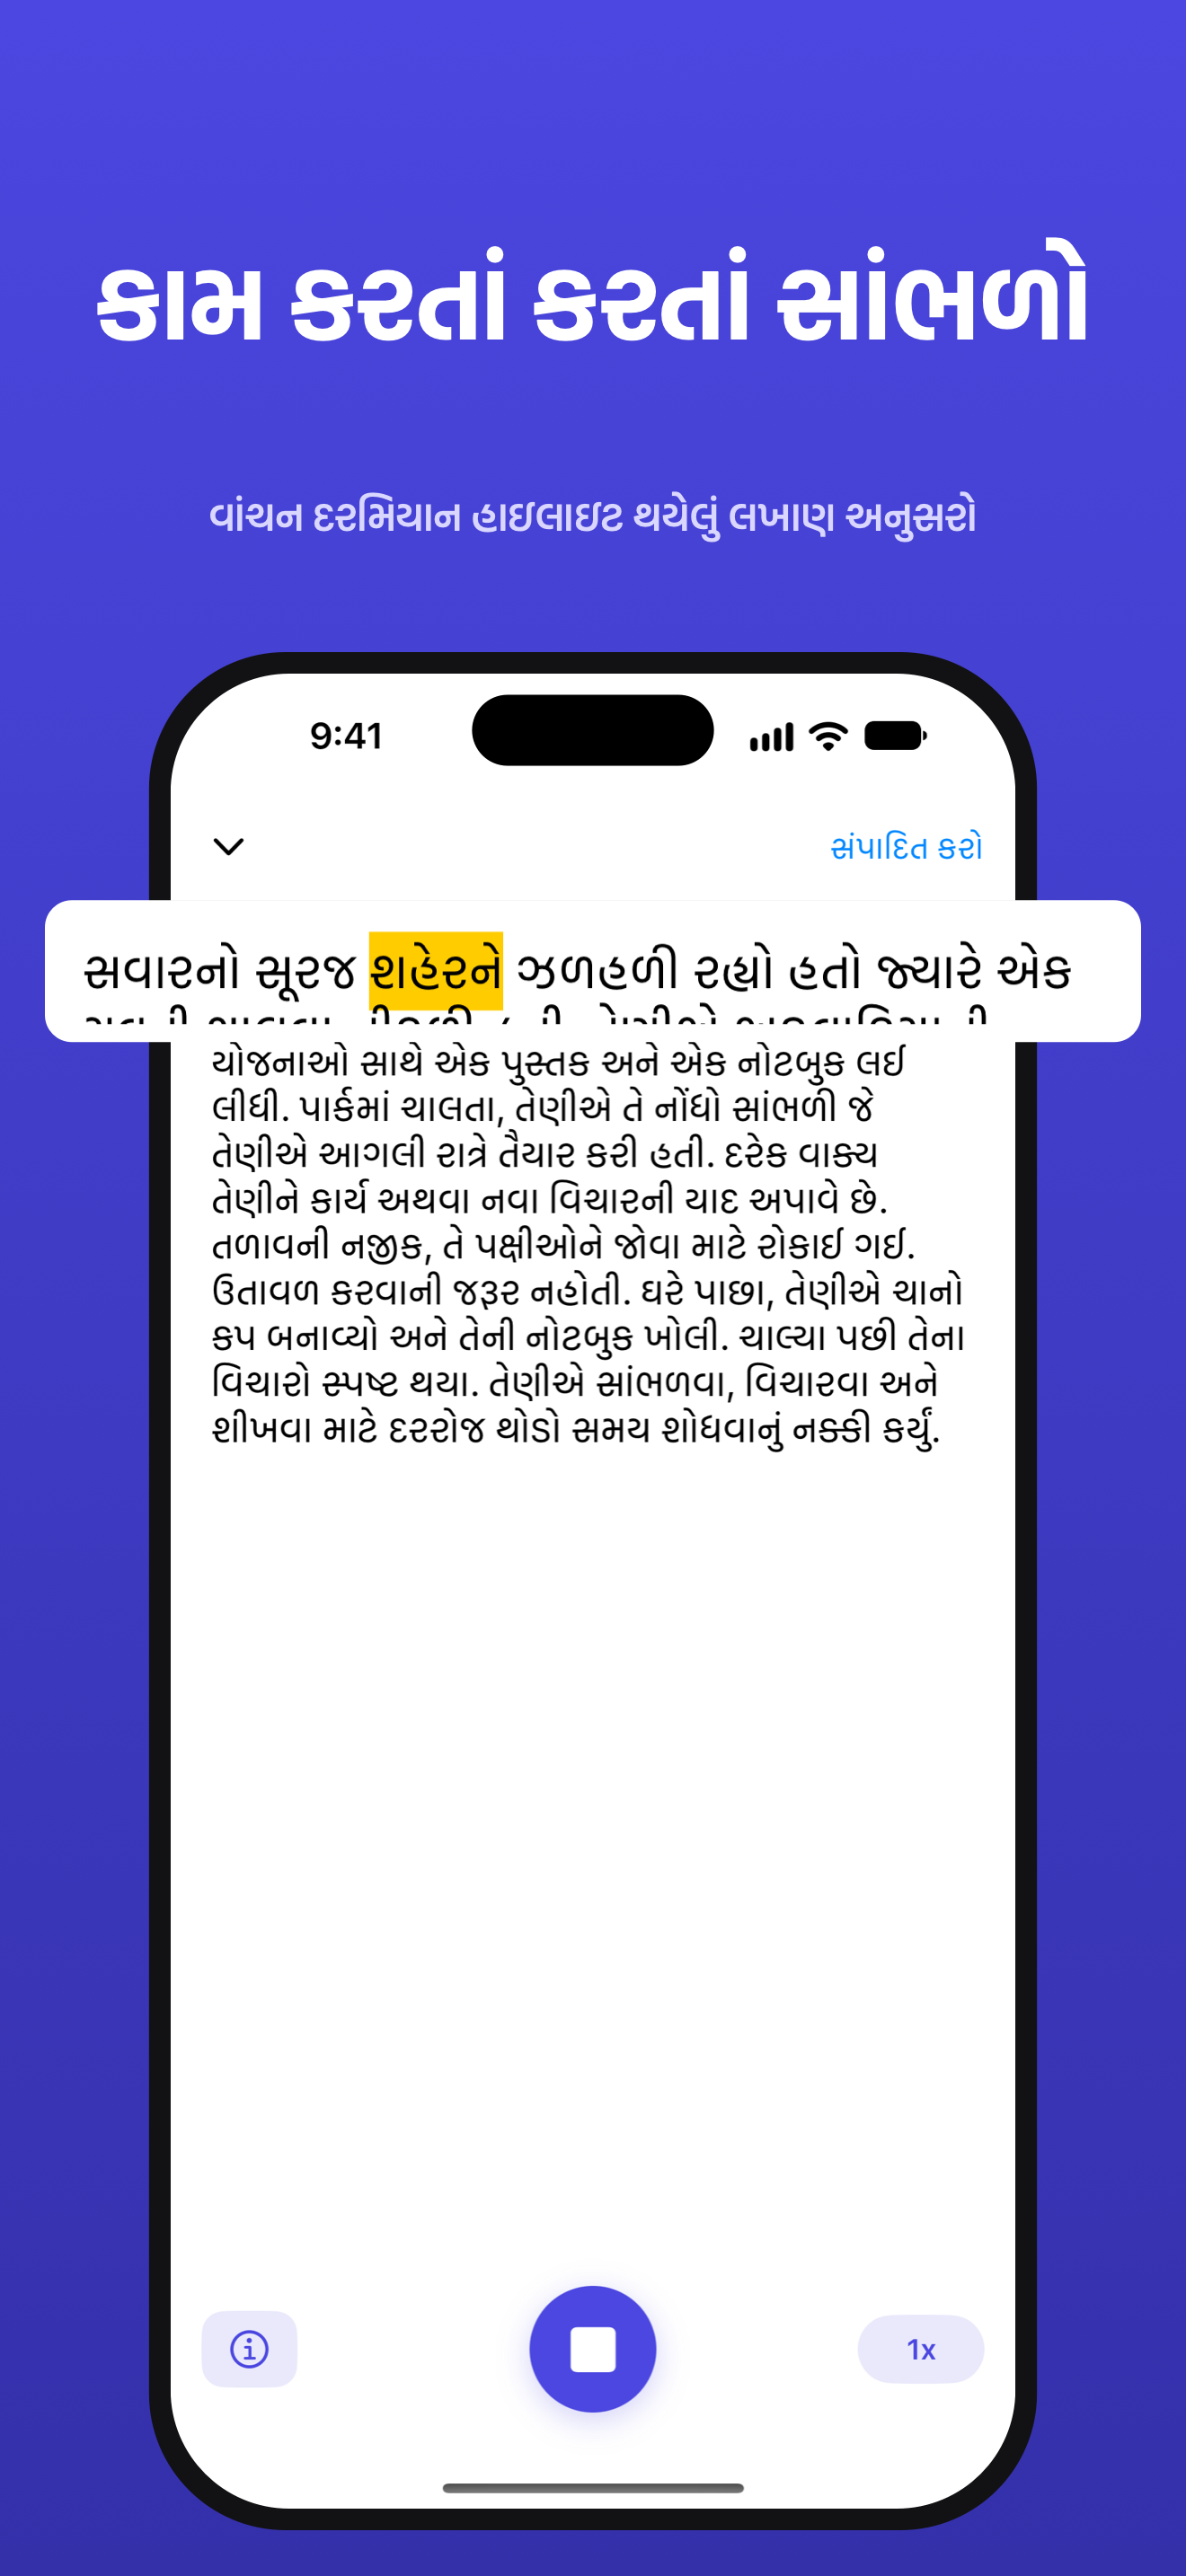 કામ કરતાં કરતાં સાંભળો
વાંચન દરમિયાન હાઇલાઇટ થયેલું લખાણ અનુસરો
9:41
સંપાદિત કરો
સવારનો સૂરજ શહેરને ઝળહળી રહ્યો હતો જ્યારે એક
યોજનાઓ સાથે એક પુસ્તક અને એક નોટબુક લઈ
લીધી. પાર્કમાં ચાલતા, તેણીએ તે નોંધો સાંભળી જે
તેણીએ આગલી રાત્રે તૈયાર કરી હતી. દરેક વાક્ય
તેણીને કાર્ય અથવા નવા વિચારની યાદ અપાવે છે.
તળાવની નજીક, તે પક્ષીઓને જોવા માટે રોકાઈ ગઈ.
ઉતાવળ કરવાની જરૂર નહોતી. ઘરે પાછા, તેણીએ ચાનો
કપ બનાવ્યો અને તેની નોટબુક ખોલી. ચાલ્યા પછી તેના
વિચારો સ્પષ્ટ થયા. તેણીએ સાંભળવા, વિચારવા અને
શીખવા માટે દરરોજ થોડો સમય શોધવાનું નક્કી કર્યું.
1x